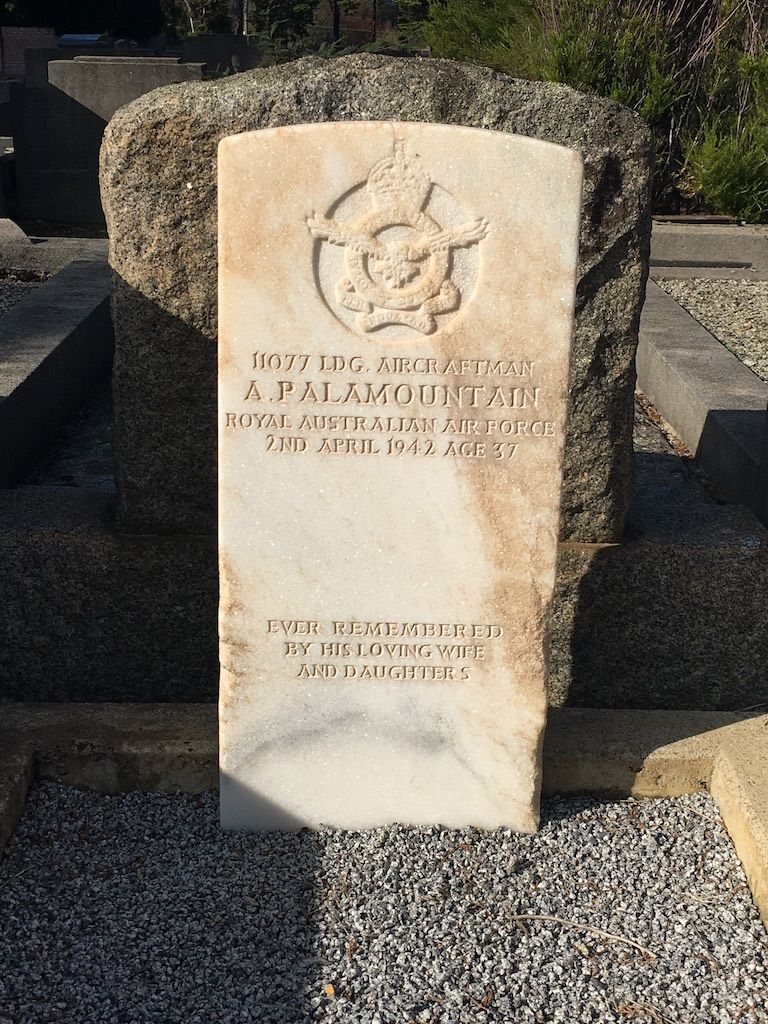 11077 LDG. AIRCRAFTMAN
A. PALAMOUNTAIN
ROYAL AUSTRALIAN AIR FORCE
2ND APRIL 1942 AGE 37
EVER REMEMBERED
BY HIS LOVING WIFE
AND DAUGHTERS